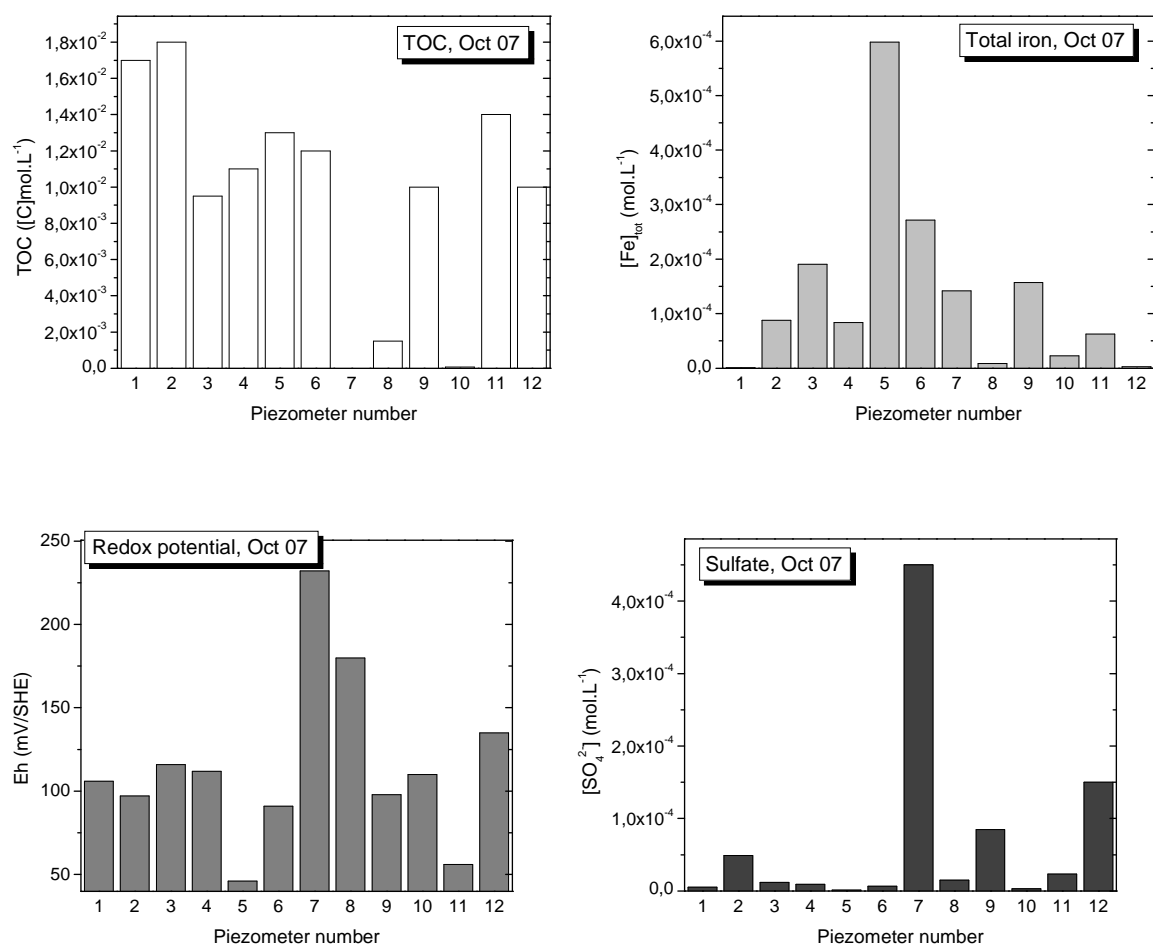 TOC, Oct 07
TOC ([C]mol.L⁻¹)
1,8x10⁻²
1,6x10⁻²
1,4x10⁻²
1,2x10⁻²
1,0x10⁻²
8,0x10⁻³
6,0x10⁻³
4,0x10⁻³
2,0x10⁻³
0,0
1 2 3 4 5 6 7 8 9 10 11 12
Piezometer number
Total iron, Oct 07
[Fe]tot (mol.L⁻¹)
6,0x10⁻⁴
5,0x10⁻⁴
4,0x10⁻⁴
3,0x10⁻⁴
2,0x10⁻⁴
1,0x10⁻⁴
0,0
1 2 3 4 5 6 7 8 9 10 11 12
Piezometer number
Redox potential, Oct 07
Eh (mV/SHE)
250
200
150
100
50
1 2 3 4 5 6 7 8 9 10 11 12
Piezometer number
Sulfate, Oct 07
[SO₄²⁻] (mol.L⁻¹)
4,0x10⁻⁴
3,0x10⁻⁴
2,0x10⁻⁴
1,0x10⁻⁴
0,0
1 2 3 4 5 6 7 8 9 10 11 12
Piezometer number